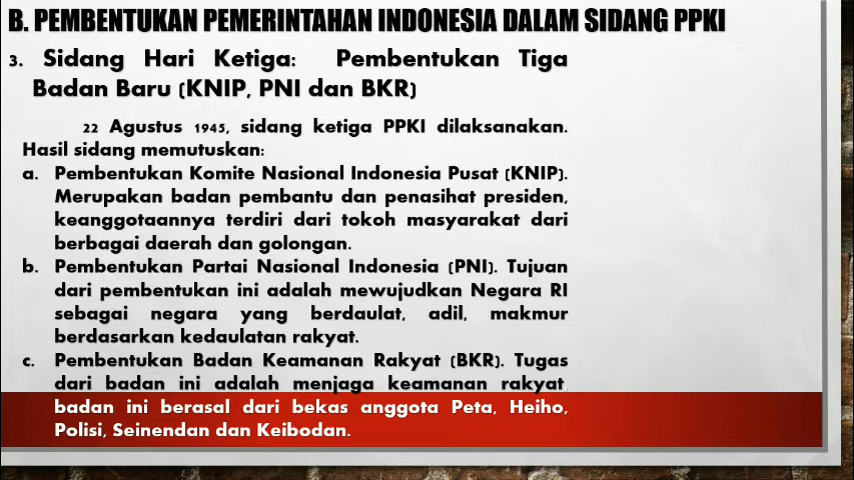 B. PEMBENTUKAN PEMERINTAHAN INDONESIA DALAM SIDANG PPKI
3. Sidang Hari Ketiga: Pembentukan Tiga
Badan Baru (KNIP, PNI dan BKR)
22 Agustus 1945, sidang ketiga PPKI dilaksanakan.
Hasil sidang memutuskan:
a. Pembentukan Komite Nasional Indonesia Pusat (KNIP).
Merupakan badan pembantu dan penasihat presiden,
keanggotaannya terdiri dari tokoh masyarakat dari
berbagai daerah dan golongan.
b. Pembentukan Partai Nasional Indonesia (PNI). Tujuan
dari pembentukan ini adalah mewujudkan Negara RI
sebagai negara yang berdaulat, adil, makmur
berdasarkan kedaulatan rakyat.
c. Pembentukan Badan Keamanan Rakyat (BKR). Tugas
dari badan ini adalah menjaga keamanan rakyat,
badan ini berasal dari bekas anggota Peta, Heiho,
Polisi, Seinendan dan Keibodan.